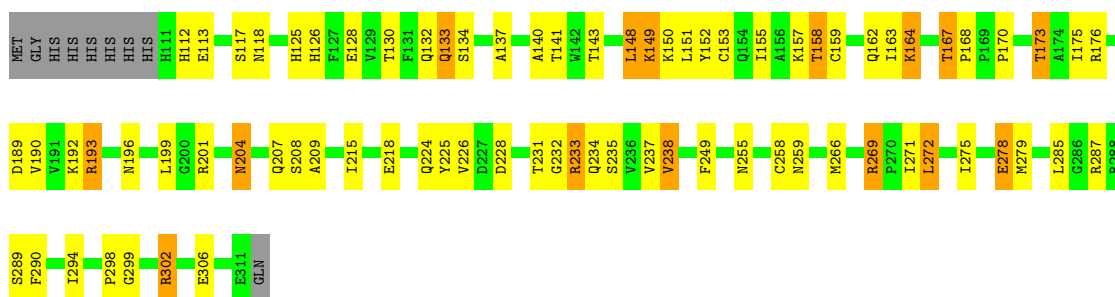 MET GLY HIS HIS HIS HIS HIS H111 H112 E113 S117 N118 H125 H126 F127 E128 V129 T130 F131 Q132 Q133 S134 A137 A140 T141 W142 T143 L148 K149 K150 L151 Y152 C153 Q154 I155 A156 K157 T158 C159 Q162 I163 K164 T167 P168 P169 P170 T173 A174 I175 R176
D189 V190 V191 K192 R193 N196 L199 G200 R201 N204 Q207 S208 A209 I215 E218 Q224 Y225 V226 D227 D228 T231 G232 R233 Q234 S235 V236 V237 V238 F249 N255 C258 N259 M266 R269 P270 I271 L272 I275 E278 M279 L285 G286 R287
S289 F290 I294 P298 G299 R302 E306 E311 GLN